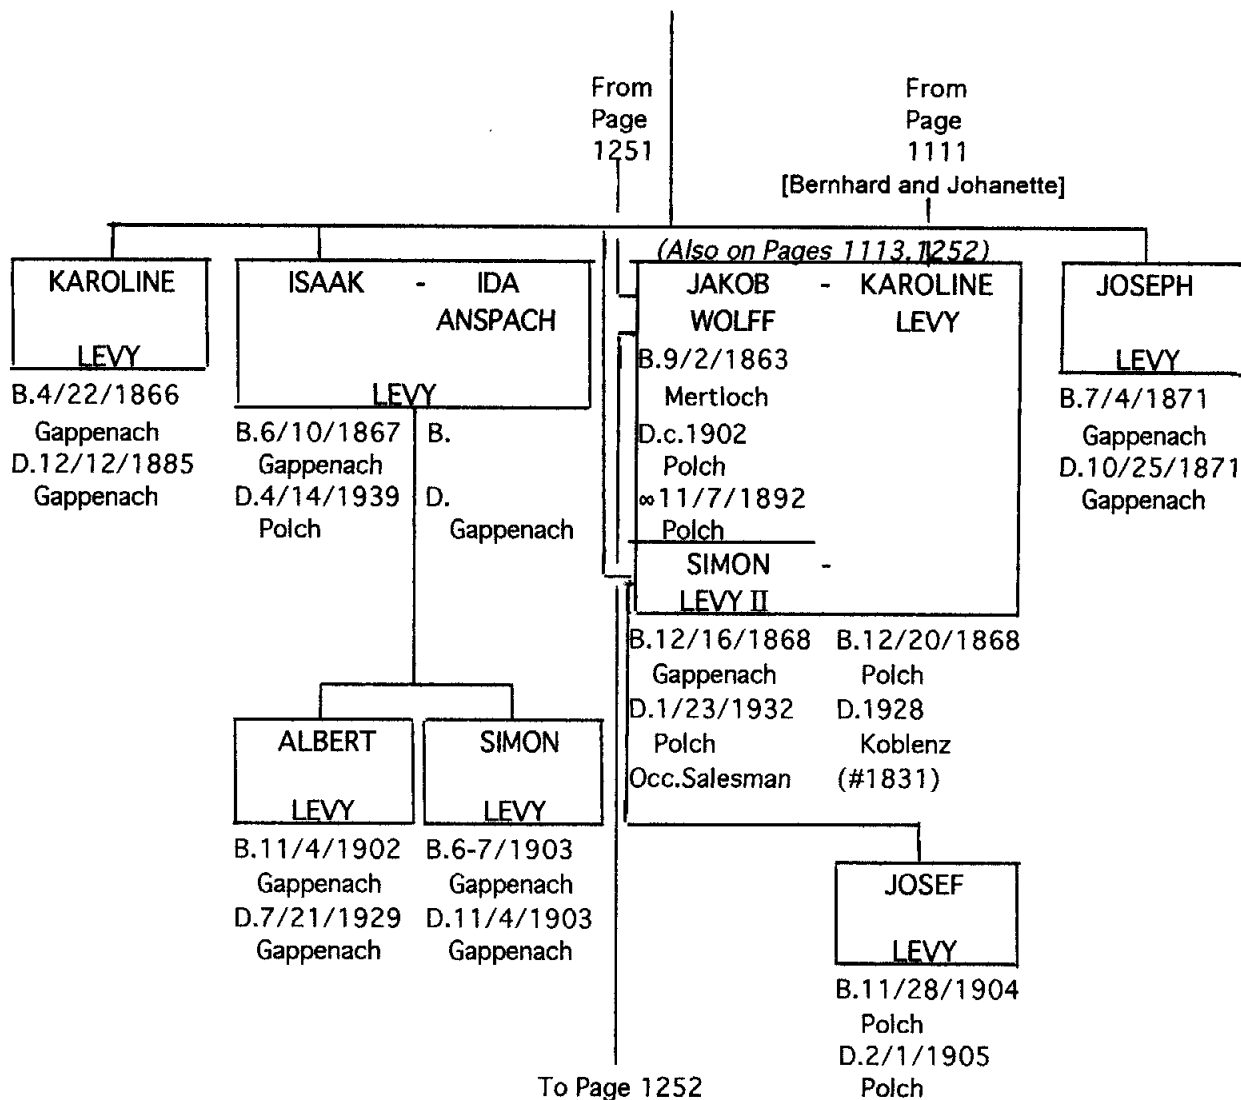 From
Page
1251
From
Page
1111
[Bernhard and Johanette]
(Also on Pages 1113,1252)
KAROLINE
LEVY
B.4/22/1866
Gappenach
D.12/12/1885
Gappenach
ISAAK - IDA
ANSPACH
LEVY
B.6/10/1867 B.
Gappenach
D.4/14/1939 D.
Polch Gappenach
JAKOB - KAROLINE
WOLFF LEVY
B.9/2/1863
Mertloch
D.c.1902
Polch
∞11/7/1892
Polch
SIMON -
LEVY II
B.12/16/1868 B.12/20/1868
Gappenach Polch
D.1/23/1932 D.1928
Polch Koblenz
Occ.Salesman (#1831)
JOSEPH
LEVY
B.7/4/1871
Gappenach
D.10/25/1871
Gappenach
ALBERT
LEVY
B.11/4/1902
Gappenach
D.7/21/1929
Gappenach
SIMON
LEVY
B.6-7/1903
Gappenach
D.11/4/1903
Gappenach
JOSEF
LEVY
B.11/28/1904
Polch
D.2/1/1905
Polch
To Page 1252